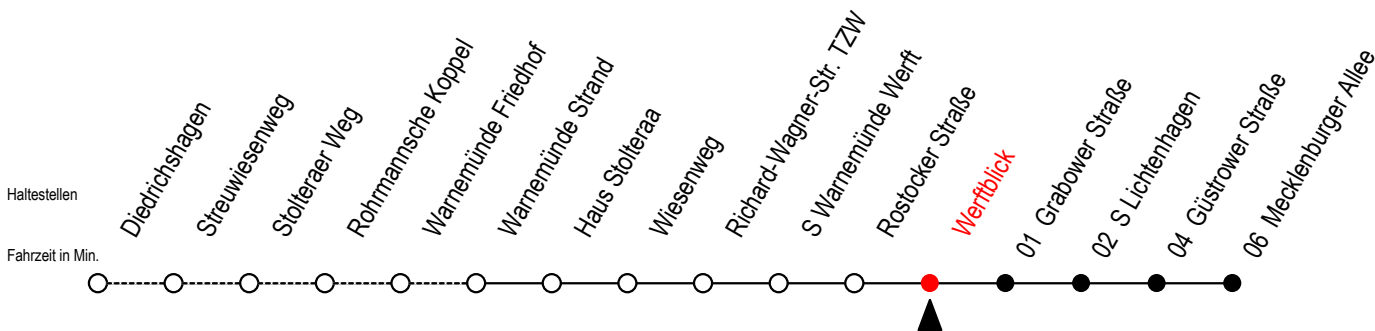 Haltestellen
Fahrzeit in Min.
Diedrichshagen
Streuwiesenweg
Stolteraer Weg
Rohrmannsche Koppel
Warnemünde Friedhof
Warnemünde Strand
Haus Stolteraa
Wiesenweg
Richard-Wagner-Str. TZW
S Warnemünde Werft
Rostocker Straße
Werftblick
01 Grabower Straße
02 S Lichtenhagen
04 Güstrower Straße
06 Mecklenburger Allee